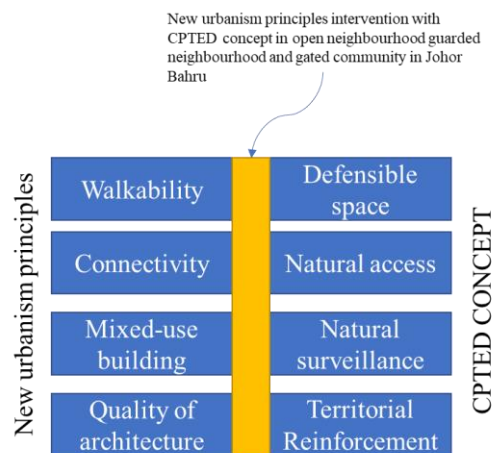 New urbanism principles intervention with
CPTED concept in open neighbourhood guarded
neighbourhood and gated community in Johor
Bahru
New urbanism principles
Walkability
Defensible
space
Connectivity
Natural access
Mixed-use
building
Natural
surveillance
Quality of
architecture
Territorial
Reinforcement
CPTED CONCEPT